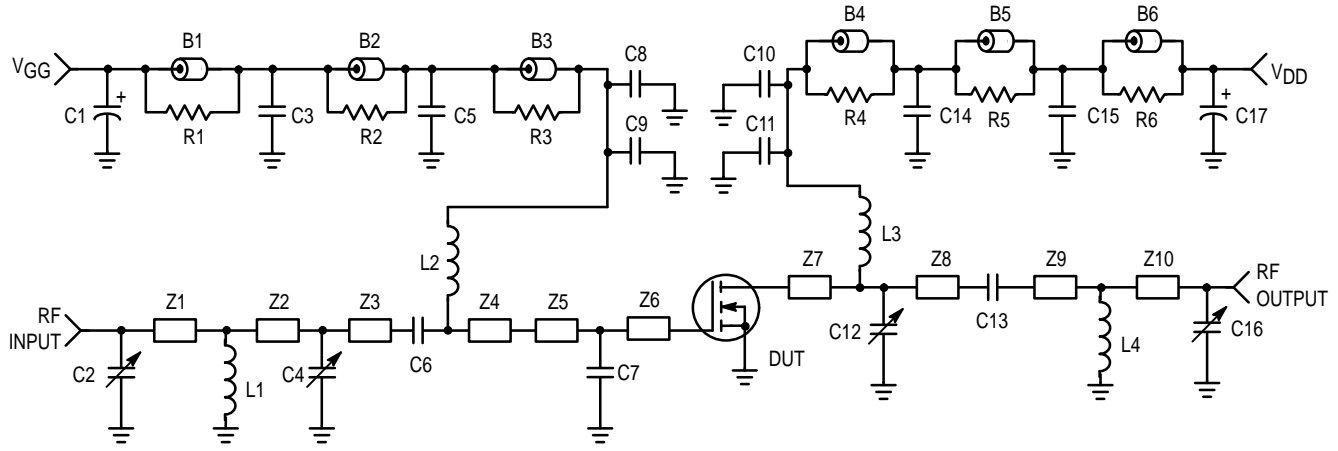 B4 B5 B6
B1 B2 B3 C8 C10
VGG VDD
C1 + R1 C3 R2 C5 R3 C9 C11 R4 C14 R5 C15 R6 + C17
L2 L3
Z7 Z8 Z9 Z10 RF OUTPUT
RF INPUT Z1 Z2 Z3 Z4 Z5 Z6
C6 C12 C13 C16
C2 L1 C4 C7 DUT L4